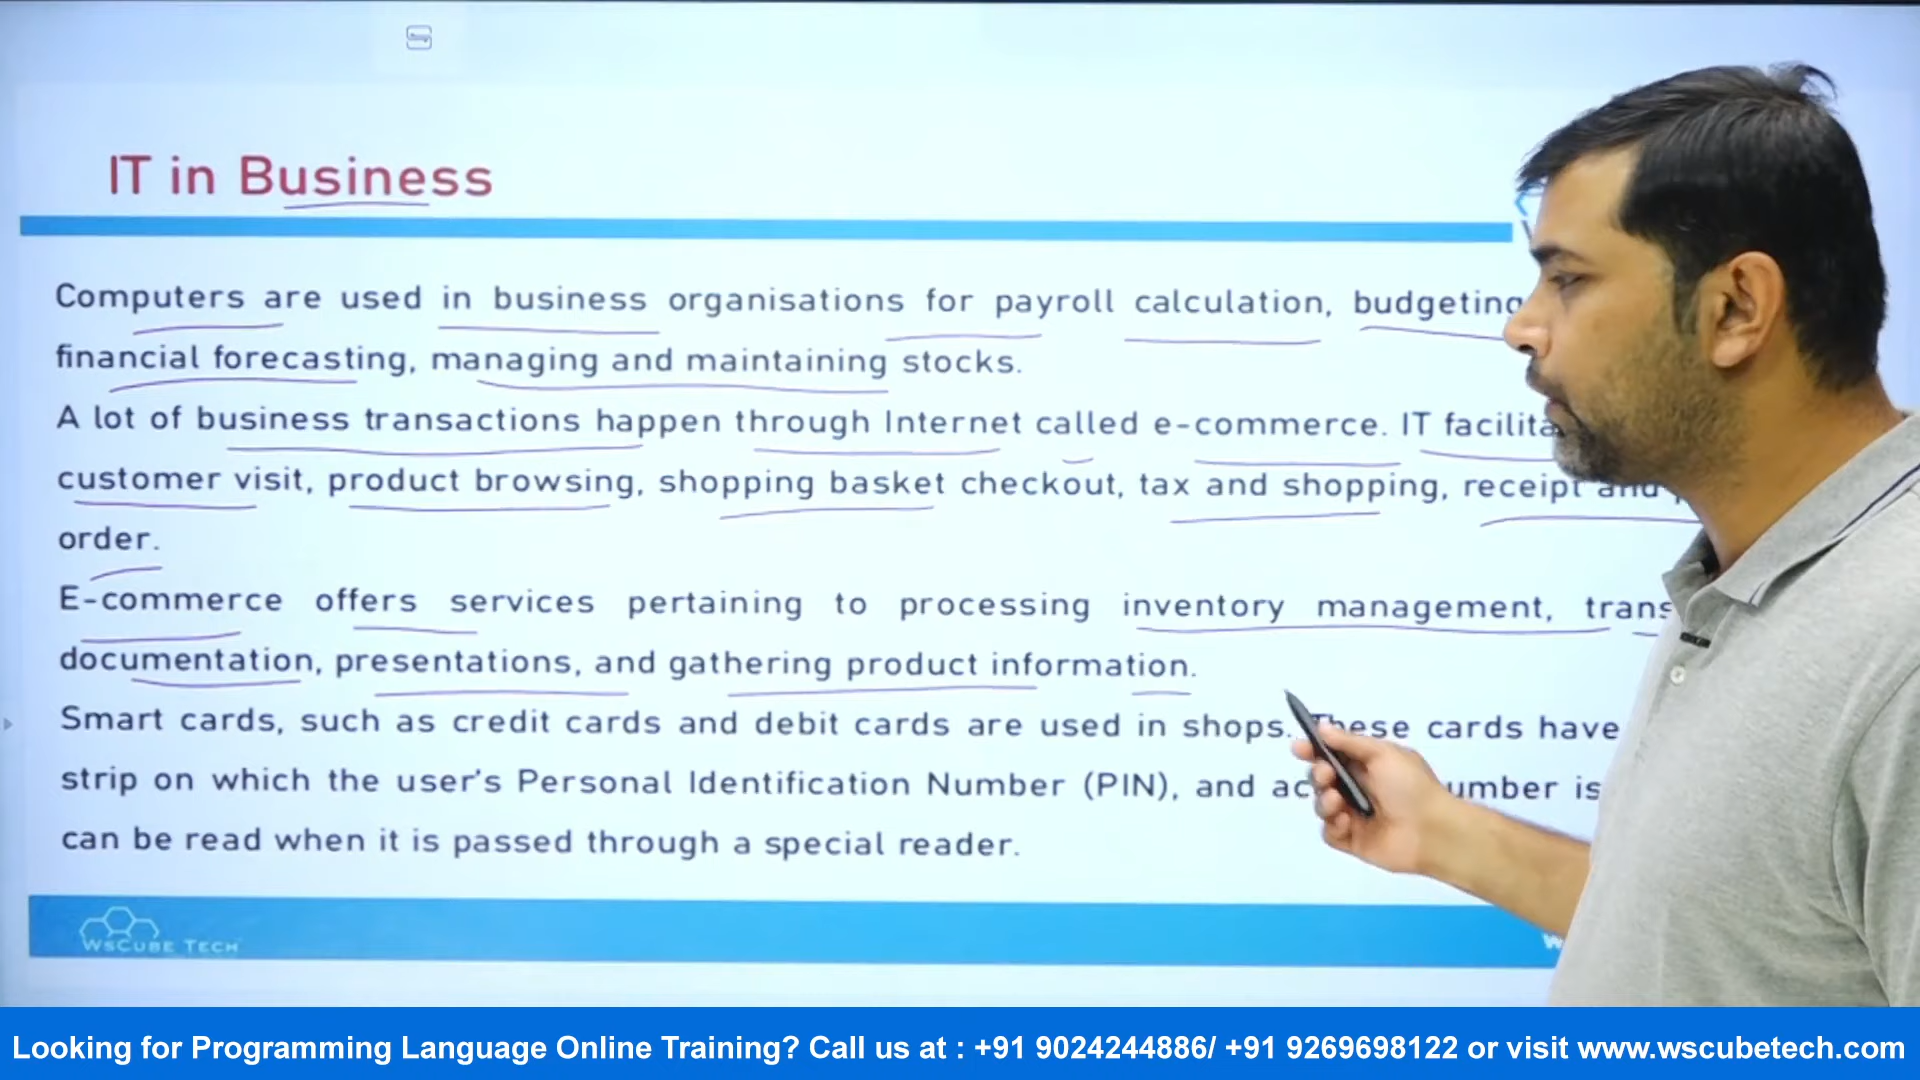 IT in Business
Computers are used in business organisations for payroll calculation, budgeting
financial forecasting, managing and maintaining stocks.
A lot of business transactions happen through Internet called e-commerce. IT facilita
customer visit, product browsing, shopping basket checkout, tax and shopping, receipt and
order.
E-commerce offers services pertaining to processing inventory management, trans
documentation, presentations, and gathering product information.
Smart cards, such as credit cards and debit cards are used in shops. These cards have
strip on which the user's Personal Identification Number (PIN), and number is
can be read when it is passed through a special reader.
WsCube Tech
Looking for Programming Language Online Training? Call us at : +91 9024244886/ +91 9269698122 or visit www.wscubetech.com